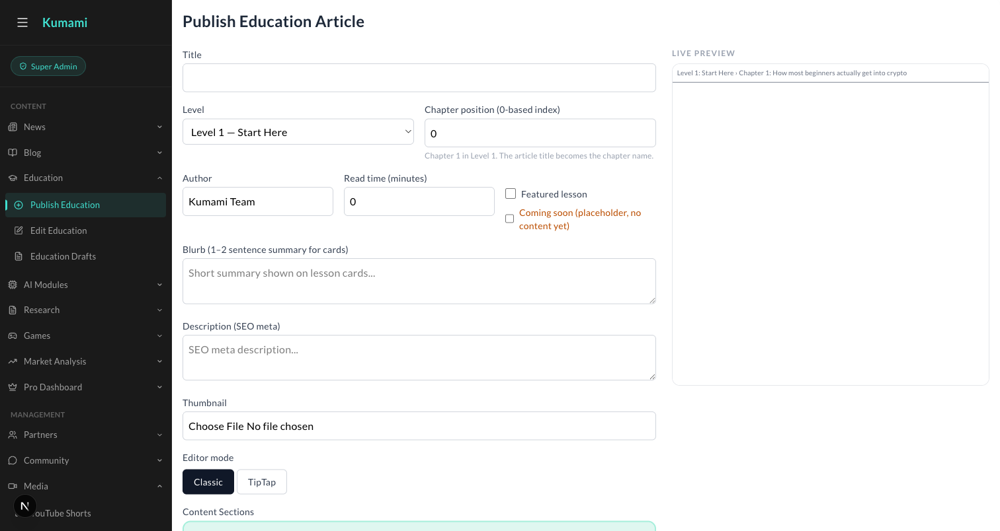 Kumami
Super Admin
CONTENT
News
Blog
Education
Publish Education
Edit Education
Education Drafts
AI Modules
Research
Games
Market Analysis
Pro Dashboard
MANAGEMENT
Partners
Community
Media
N
ouTube Shorts
Publish Education Article
Title
Level
Chapter position (0-based index)
Level 1 — Start Here
0
Chapter 1 in Level 1. The article title becomes the chapter name.
Author
Read time (minutes)
Kumami Team
0
Featured lesson
Coming soon (placeholder, no
content yet)
Blurb (1–2 sentence summary for cards)
Short summary shown on lesson cards...
Description (SEO meta)
SEO meta description...
Thumbnail
Choose File No file chosen
Editor mode
Classic
TipTap
Content Sections
LIVE PREVIEW
Level 1: Start Here › Chapter 1: How most beginners actually get into crypto